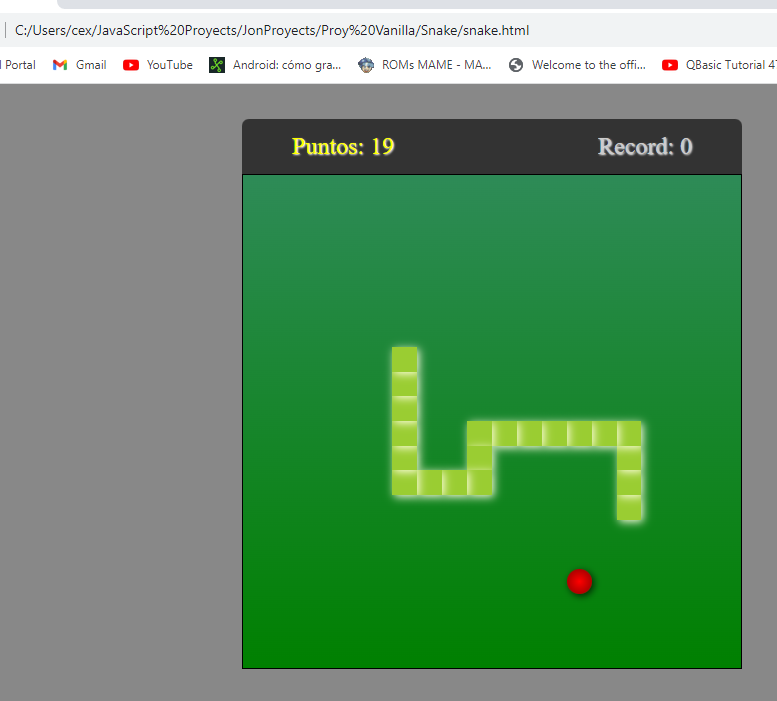 C:/Users/cex/JavaScript%20Proyects/JonProyects/Proy%20Vanilla/Snake/snake.html
Portal Gmail YouTube Android: cómo gra... ROMs MAME - MA... Welcome to the offi... QBasic Tutorial 4
Puntos: 19 Record: 0